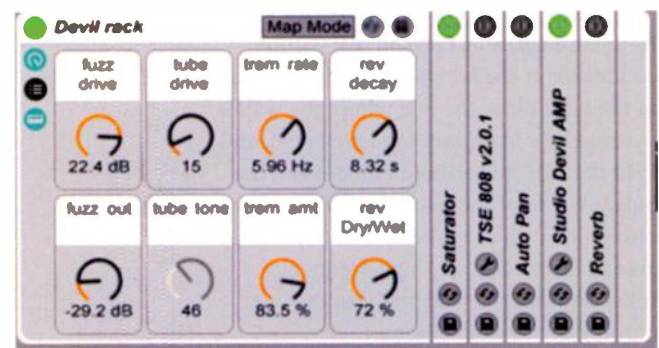 Devil rack
Map Mode
fuzz drive
22.4 dB
tube drive
15
trem rate
5.96 Hz
rev decay
8.32 s
fuzz out
-29.2 dB
tube tone
46
trem amt
83.5 %
rev Dry/Wet
72 %
Saturator
TSE 808 v2.0.1
Auto Pan
Studio Devil AMP
Reverb